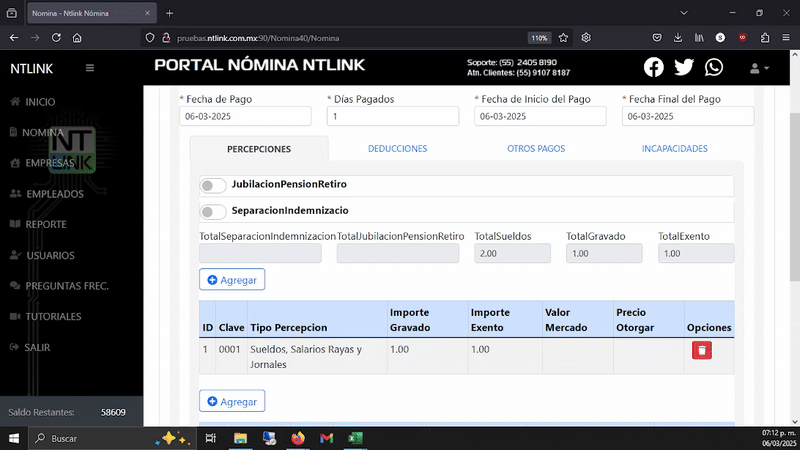 Nomina - Ntlink Nómina
pruebas.ntlink.com.mx:90/Nomina40/Nomina
110%
NTLINK
PORTAL NÓMINA NTLINK
Soporte: (55) 2405 8190
Atn. Clientes: (55) 9107 8187
INICIO
NOMINA
EMPRESAS
EMPLEADOS
REPORTE
USUARIOS
PREGUNTAS FREC.
TUTORIALES
SALIR
NT
LINK
Saldo Restantes: 58609
* Fecha de Pago * Días Pagados * Fecha de Inicio del Pago * Fecha Final del Pago
06-03-2025 1 06-03-2025 06-03-2025
PERCEPCIONES DEDUCCIONES OTROS PAGOS INCAPACIDADES
JubilacionPensionRetiro
SeparacionIndemnizacio
TotalSeparacionIndemnizacion TotalJubilacionPensionRetiro TotalSueldos TotalGravado TotalExento
2.00 1.00 1.00
Agregar
ID Clave Tipo Percepcion Importe Gravado Importe Exento Valor Mercado Precio Otorgar Opciones
1 0001 Sueldos, Salarios Rayas y Jornales 1.00 1.00
Agregar
Buscar
07:12 p. m.
06/03/2025